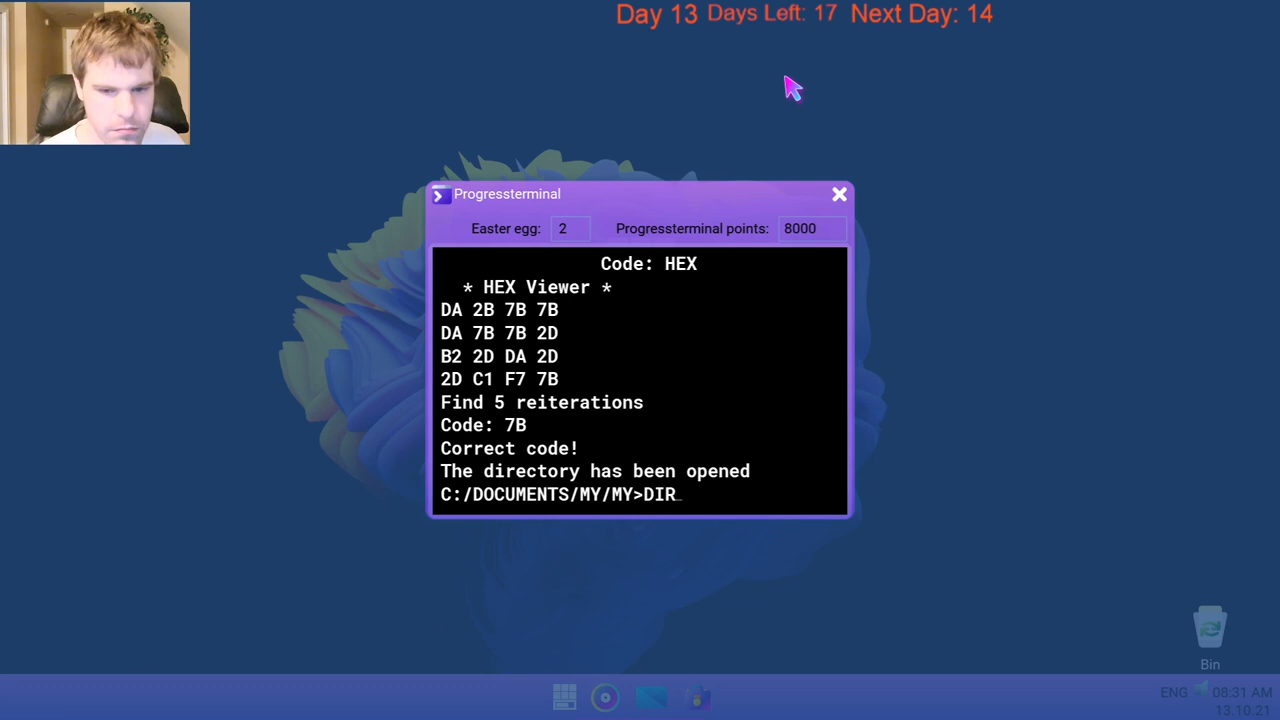 Day 13 Days Left: 17 Next Day: 14
Progressterminal
Easter egg: 2 Progressterminal points: 8000
Code: HEX
* HEX Viewer *
DA 2B 7B 7B
DA 7B 7B 2D
B2 2D DA 2D
2D C1 F7 7B
Find 5 reiterations
Code: 7B
Correct code!
The directory has been opened
C:/DOCUMENTS/MY/MY>DIR_
Bin
ENG 08:31 AM
13.10.21